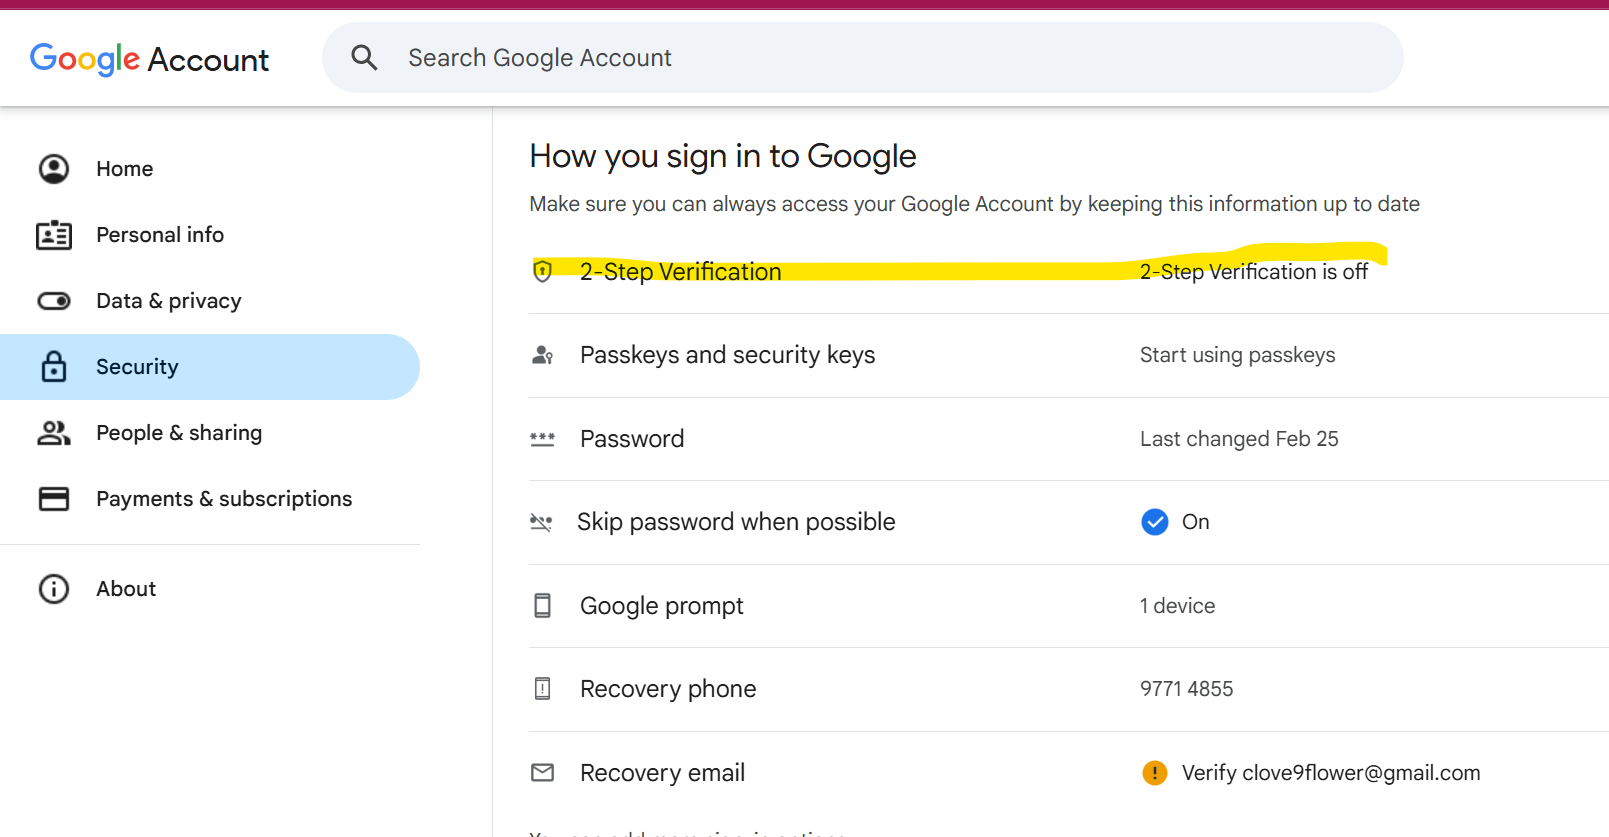 Google Account
Search Google Account
Home
Personal info
Data & privacy
Security
People & sharing
Payments & subscriptions
About
How you sign in to Google
Make sure you can always access your Google Account by keeping this information up to date
2-Step Verification 2-Step Verification is off
Passkeys and security keys Start using passkeys
Password Last changed Feb 25
Skip password when possible On
Google prompt 1 device
Recovery phone 9771 4855
Recovery email Verify clove9flower@gmail.com